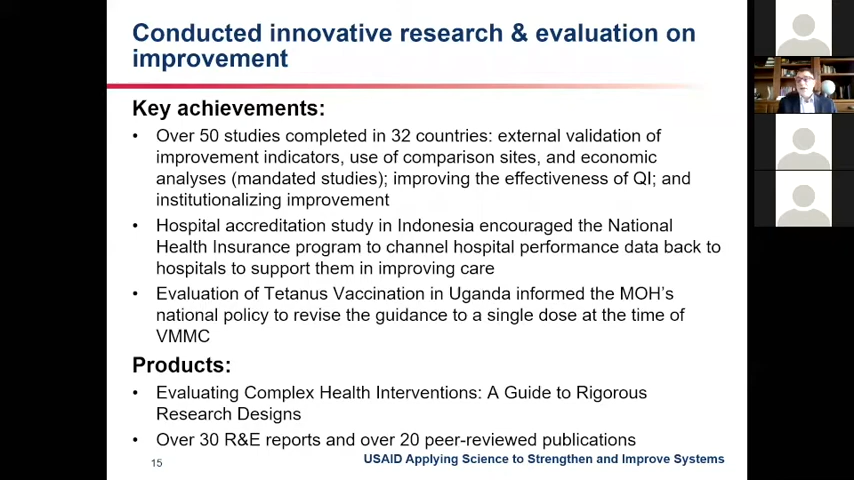 Conducted innovative research & evaluation on
improvement
Key achievements:
• Over 50 studies completed in 32 countries: external validation of
improvement indicators, use of comparison sites, and economic
analyses (mandated studies); improving the effectiveness of QI; and
institutionalizing improvement
• Hospital accreditation study in Indonesia encouraged the National
Health Insurance program to channel hospital performance data back to
hospitals to support them in improving care
• Evaluation of Tetanus Vaccination in Uganda informed the MOH's
national policy to revise the guidance to a single dose at the time of
VMMC
Products:
• Evaluating Complex Health Interventions: A Guide to Rigorous
Research Designs
• Over 30 R&E reports and over 20 peer-reviewed publications
15
USAID Applying Science to Strengthen and Improve Systems